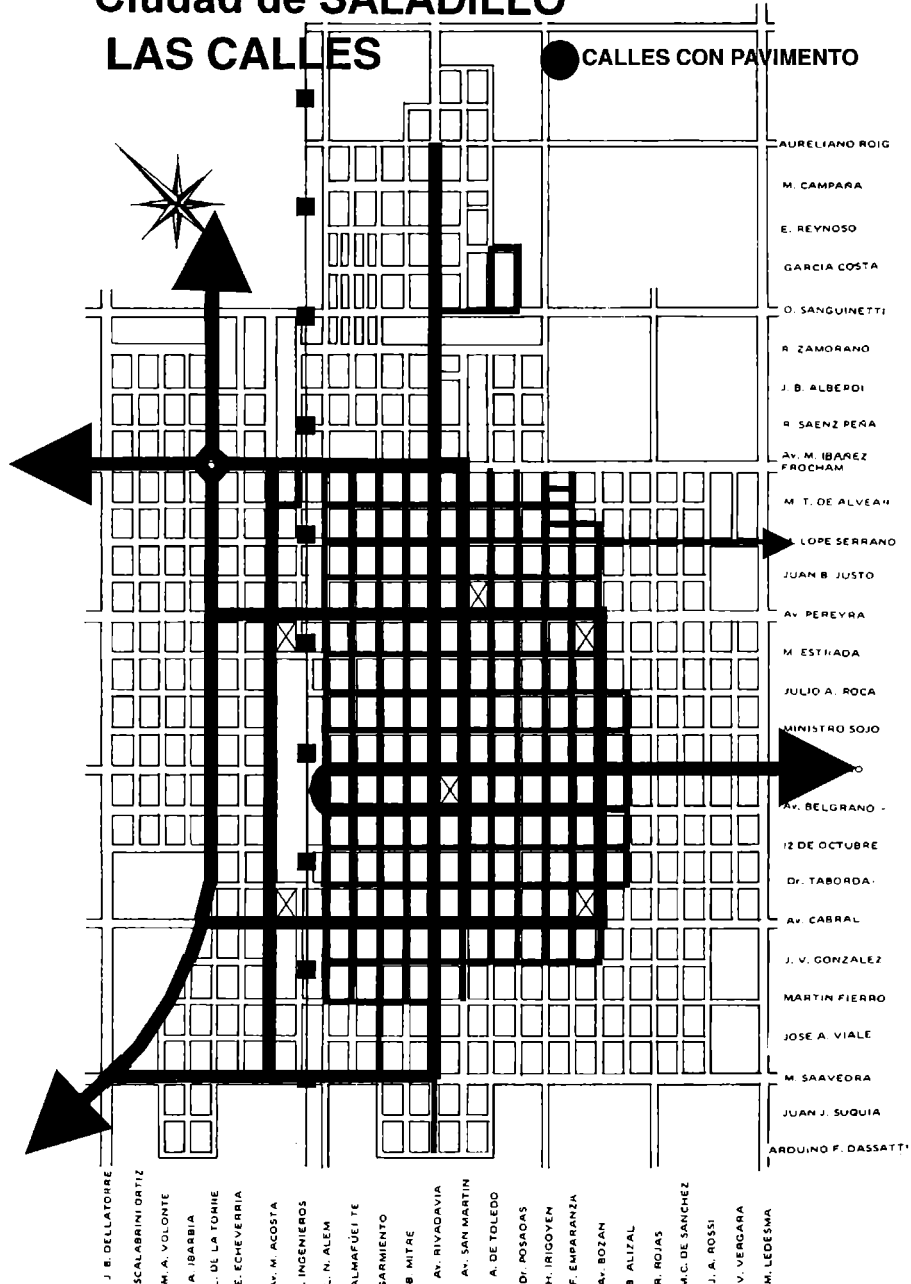 Ciudad de SALADILLO
LAS CALLES
CALLES CON PAVIMENTO
AURELIANO ROIG
M. CAMPAÑA
E. REYNOSO
GARCIA COSTA
O. SANGUINETTI
R. ZAMORANO
J. B. ALBERDI
R. SAENZ PEÑA
Av. M. IBAÑEZ
FROCHAM
M. T. DE ALVEAR
LOPE SERRANO
JUAN B. JUSTO
Av PEREYRA
M. ESTRADA
JULIO A. ROCA
MINISTRO SOJO
Av. BELGRANO -
12 DE OCTUBRE
Dr. TABORDA.
Av. CABRAL
J. V. GONZALEZ
MARTIN FIERRO
JOSE A. VIALE
M. SAAVEDRA
JUAN J. SUQUIA
ARDUINO F. DASSATTI
J. B. DELLATORRE
SCALABRINI ORTIZ
M. A. VOLONTE
A. IBARBIA
L. DE LA TORRE
E. ECHEVERRIA
Av. M. ACOSTA
INGENIEROS
L. N. ALEM
ALMAFUERTE
SARMIENTO
B. MITRE
Av. RIVADAVIA
Av. SAN MARTIN
A. DE TOLEDO
Dr. POSADAS
H. IRIGOYEN
F. EMPARANZA
Av. BOZAN
B ALIZAL
R. ROJAS
M.C. DE SANCHEZ
J. A. ROSSI
V. VERGARA
M. LEDESMA